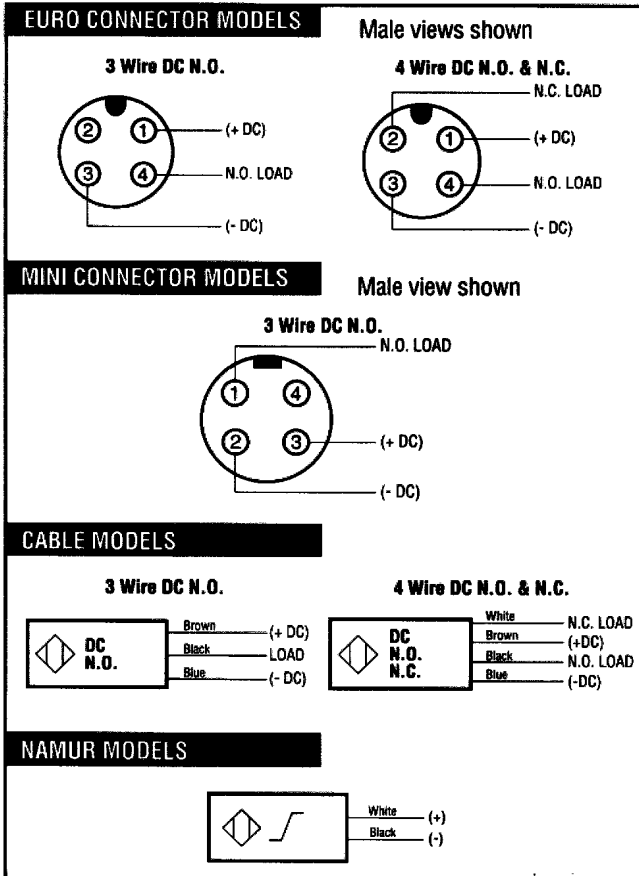 EURO CONNECTOR MODELS
Male views shown
3 Wire DC N.O.
2
1
(+ DC)
3
4
N.O. LOAD
(- DC)
4 Wire DC N.O. & N.C.
N.C. LOAD
2
1
(+ DC)
3
4
N.O. LOAD
(- DC)
MINI CONNECTOR MODELS
Male view shown
3 Wire DC N.O.
N.O. LOAD
1
4
2
3
(+ DC)
(- DC)
CABLE MODELS
3 Wire DC N.O.
DC
N.O.
Brown
(+ DC)
Black
LOAD
Blue
(- DC)
4 Wire DC N.O. & N.C.
DC
N.O.
N.C.
White
N.C. LOAD
Brown
(+DC)
Black
N.O. LOAD
Blue
(-DC)
NAMUR MODELS
White
(+)
Black
(-)